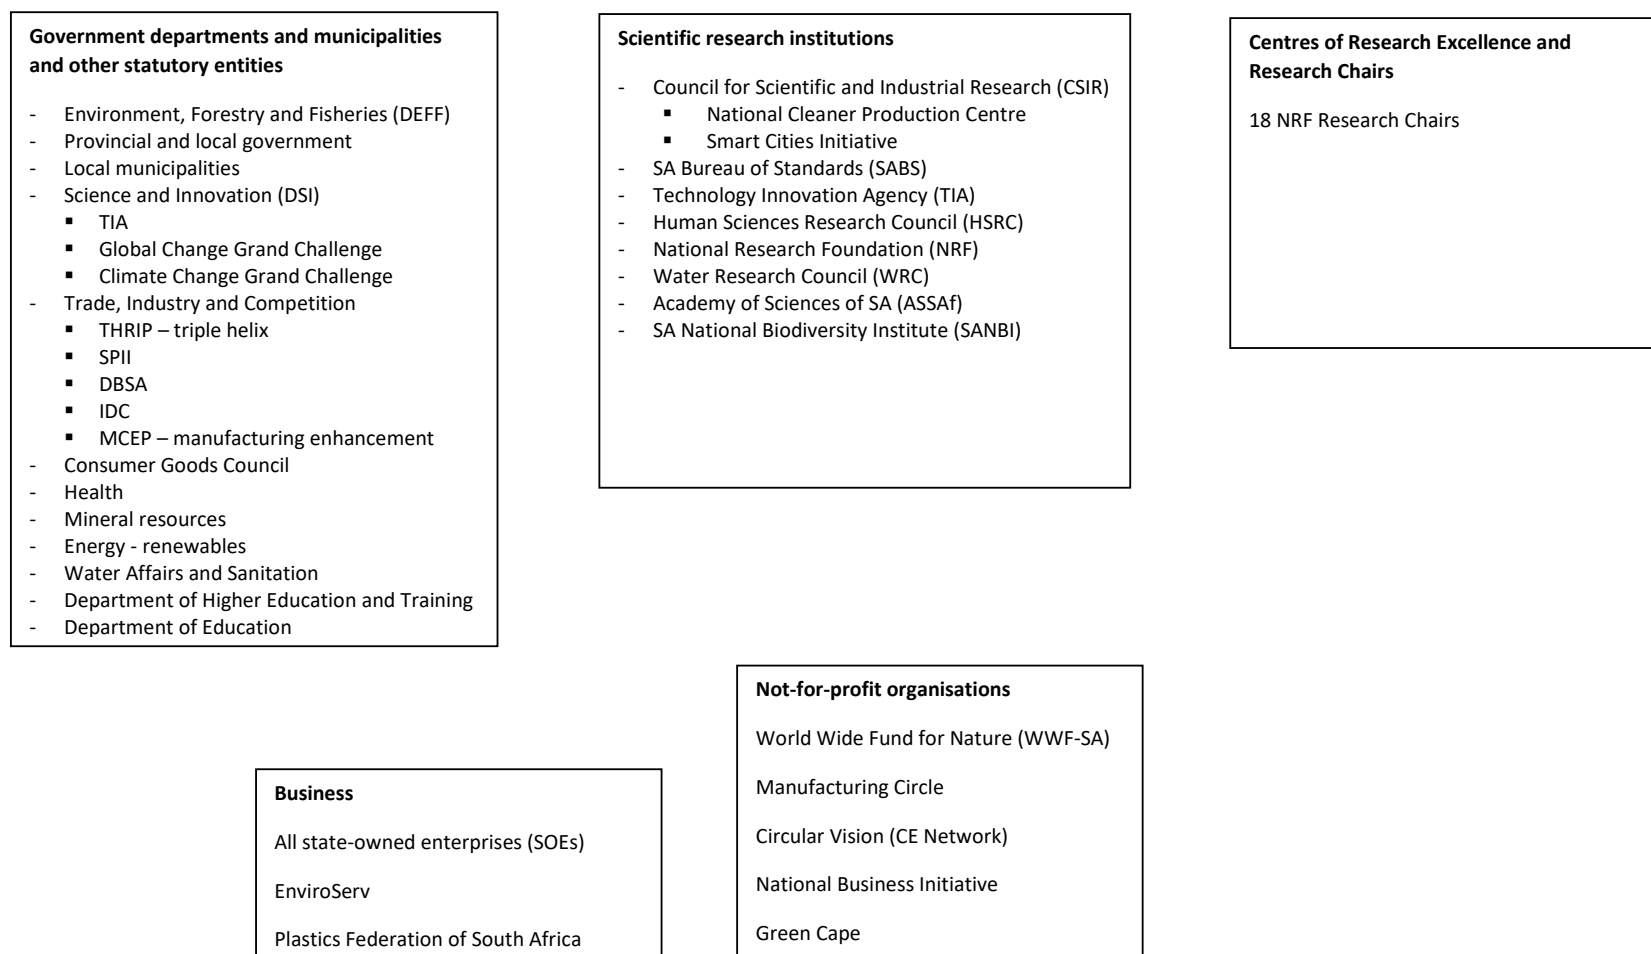 Government departments and municipalities
and other statutory entities
- Environment, Forestry and Fisheries (DEFF)
- Provincial and local government
- Local municipalities
- Science and Innovation (DSI)
▪ TIA
▪ Global Change Grand Challenge
▪ Climate Change Grand Challenge
- Trade, Industry and Competition
▪ THRIP – triple helix
▪ SPII
▪ DBSA
▪ IDC
▪ MCEP – manufacturing enhancement
- Consumer Goods Council
- Health
- Mineral resources
- Energy - renewables
- Water Affairs and Sanitation
- Department of Higher Education and Training
- Department of Education
Scientific research institutions
- Council for Scientific and Industrial Research (CSIR)
▪ National Cleaner Production Centre
▪ Smart Cities Initiative
- SA Bureau of Standards (SABS)
- Technology Innovation Agency (TIA)
- Human Sciences Research Council (HSRC)
- National Research Foundation (NRF)
- Water Research Council (WRC)
- Academy of Sciences of SA (ASSAf)
- SA National Biodiversity Institute (SANBI)
Centres of Research Excellence and
Research Chairs
18 NRF Research Chairs
Business
All state-owned enterprises (SOEs)
EnviroServ
Plastics Federation of South Africa
Not-for-profit organisations
World Wide Fund for Nature (WWF-SA)
Manufacturing Circle
Circular Vision (CE Network)
National Business Initiative
Green Cape